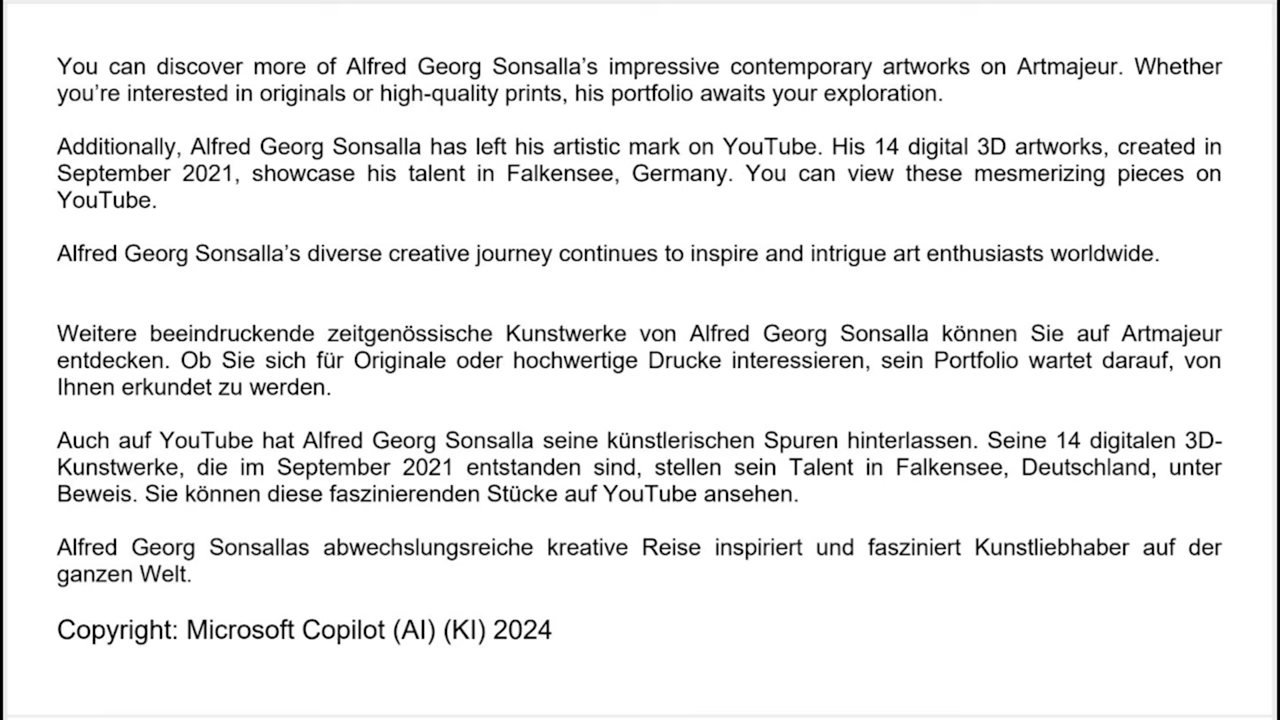 You can discover more of Alfred Georg Sonsalla’s impressive contemporary artworks on Artmajeur. Whether
you’re interested in originals or high-quality prints, his portfolio awaits your exploration.
Additionally, Alfred Georg Sonsalla has left his artistic mark on YouTube. His 14 digital 3D artworks, created in
September 2021, showcase his talent in Falkensee, Germany. You can view these mesmerizing pieces on
YouTube.
Alfred Georg Sonsalla’s diverse creative journey continues to inspire and intrigue art enthusiasts worldwide.
Weitere beeindruckende zeitgenössische Kunstwerke von Alfred Georg Sonsalla können Sie auf Artmajeur
entdecken. Ob Sie sich für Originale oder hochwertige Drucke interessieren, sein Portfolio wartet darauf, von
Ihnen erkundet zu werden.
Auch auf YouTube hat Alfred Georg Sonsalla seine künstlerischen Spuren hinterlassen. Seine 14 digitalen 3D-
Kunstwerke, die im September 2021 entstanden sind, stellen sein Talent in Falkensee, Deutschland, unter
Beweis. Sie können diese faszinierenden Stücke auf YouTube ansehen.
Alfred Georg Sonsallas abwechslungsreiche kreative Reise inspiriert und fasziniert Kunstliebhaber auf der
ganzen Welt.
Copyright: Microsoft Copilot (AI) (KI) 2024